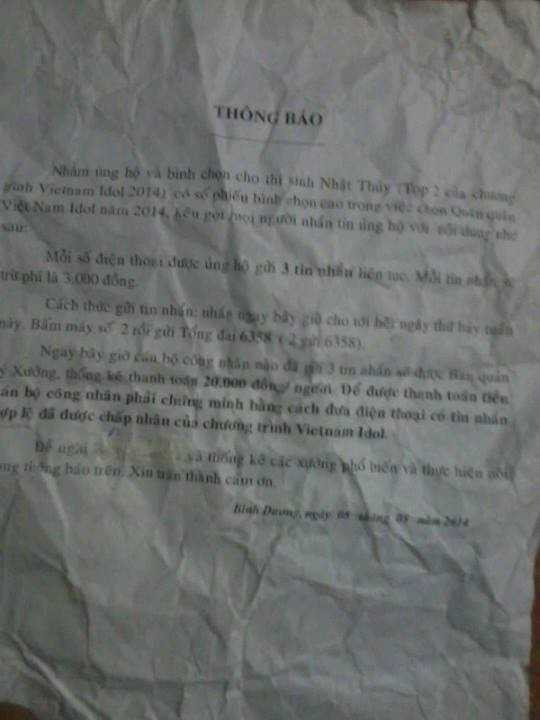 THÔNG BÁO
Nhằm ủng hộ và bình chọn cho thí sinh Nhật Thủy (Top 2 của chương
trình Vietnam Idol 2014) có số phiếu bình chọn cao trong việc chọn Quán quân
Việt Nam Idol năm 2014, kêu gọi mọi người nhắn tin ủng hộ với nội dung như
sau:
Mỗi số điện thoại được ủng hộ gửi 3 tin nhắn liên tục. Mỗi tin nhắn
trừ phí là 3.000 đồng.
Cách thức gửi tin nhắn: nhắn ngay bây giờ cho tới hết ngày thứ bảy tuần
này. Bấm máy số 2 rồi gửi Tổng đài 6358 ( 2 gửi 6358).
Ngay bây giờ cán bộ công nhân nào đã gửi 3 tin nhắn sẽ được Ban quản
lý Xưởng, thống kê thanh toán 20.000 đồng/ người. Để được thanh toán tiền
cán bộ công nhân phải chứng minh bằng cách đưa điện thoại có tin nhắn
hợp lệ đã được chấp nhận của chương trình Vietnam Idol.
Đề nghị và thống kê các xưởng phổ biến và thực hiện nội
dung thông báo trên. Xin trân thành cảm ơn.
Bình Dương, ngày 08 tháng năm 2014